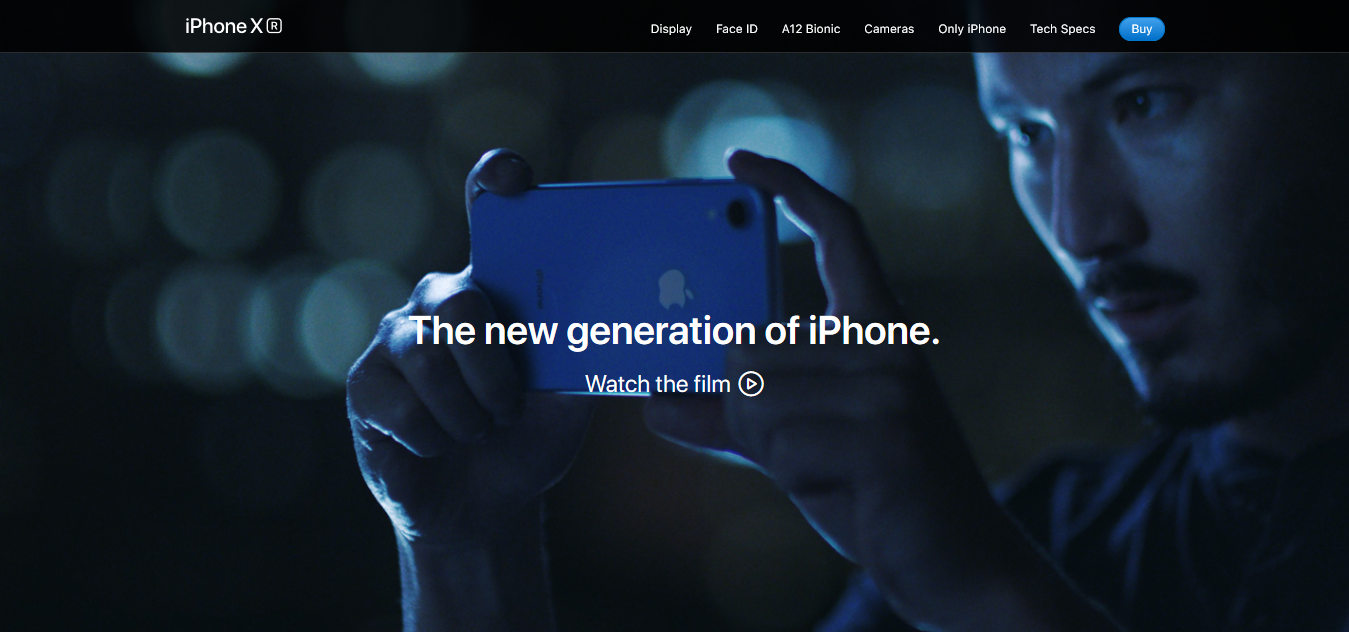 iPhone XR
Display Face ID A12 Bionic Cameras Only iPhone Tech Specs Buy
The new generation of iPhone.
Watch the film